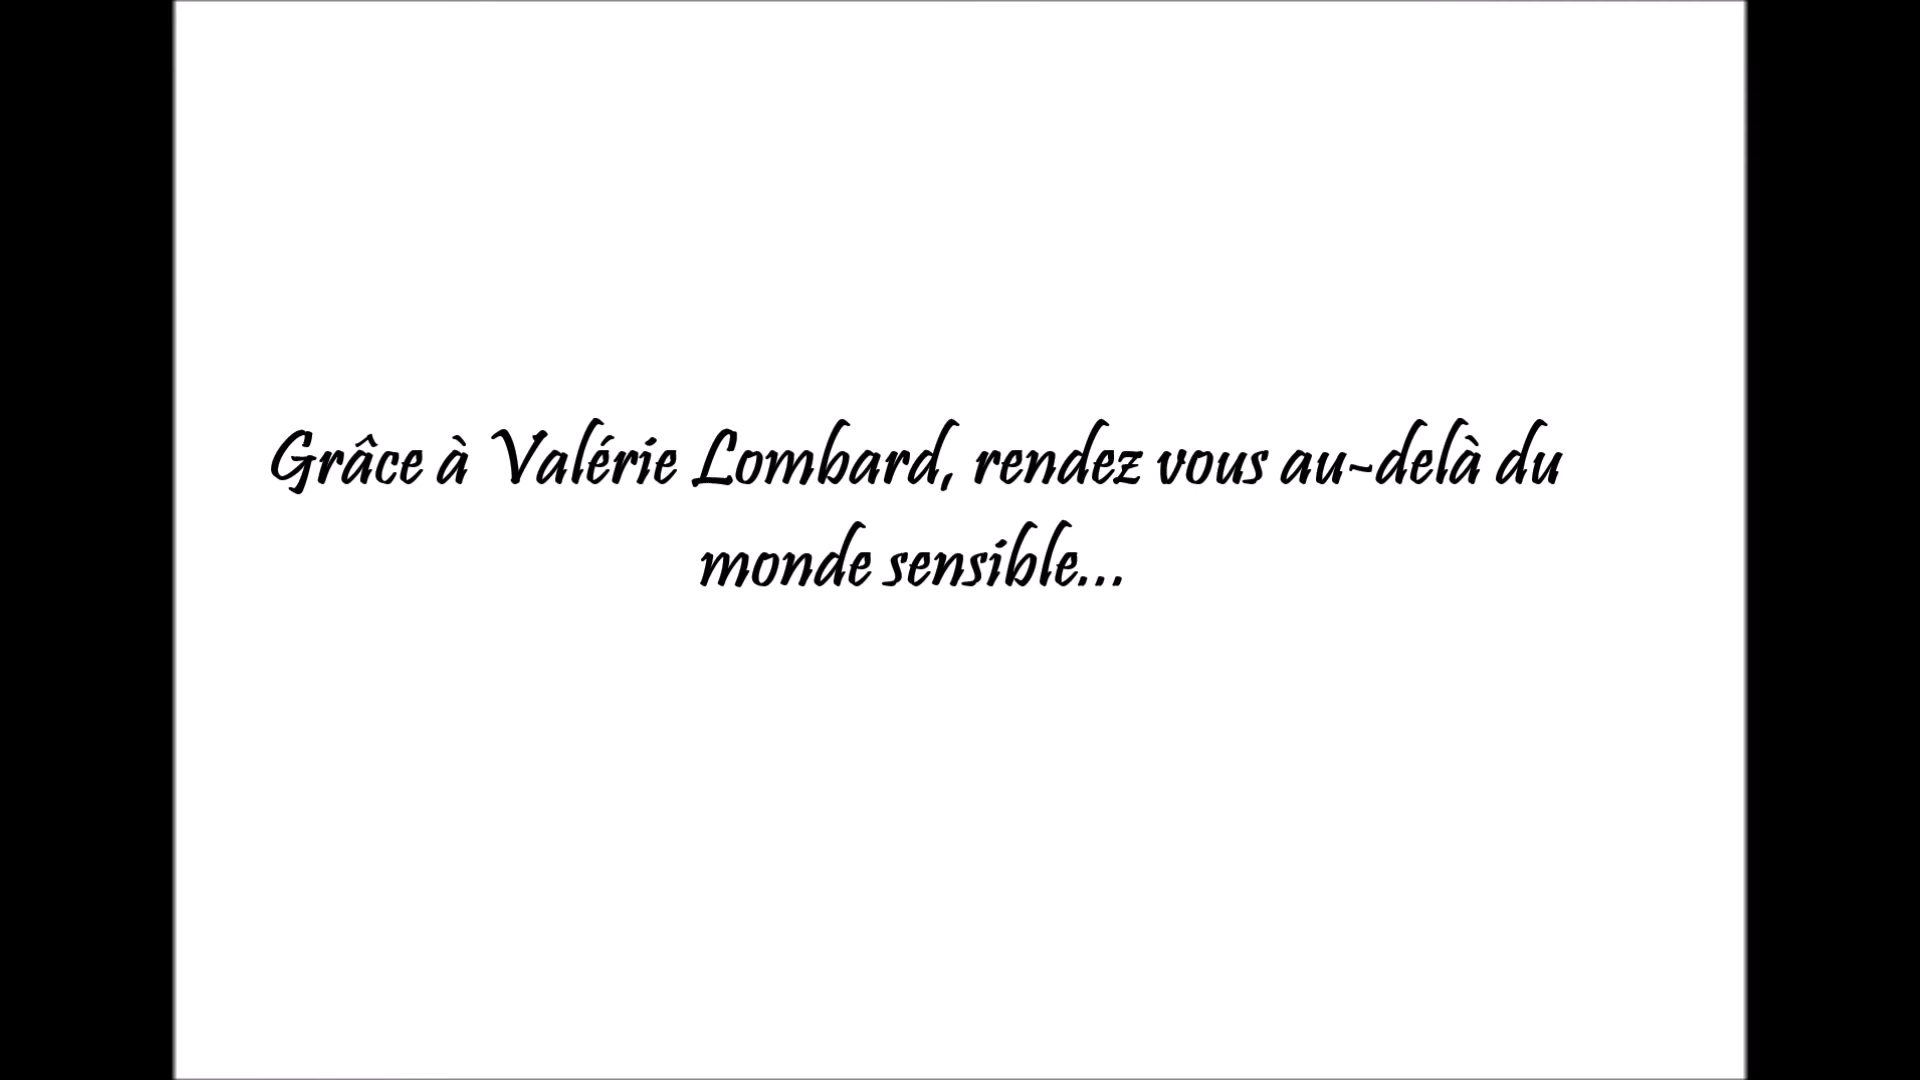 Grâce à Valérie Lombard, rendez vous au-delà du
monde sensible...